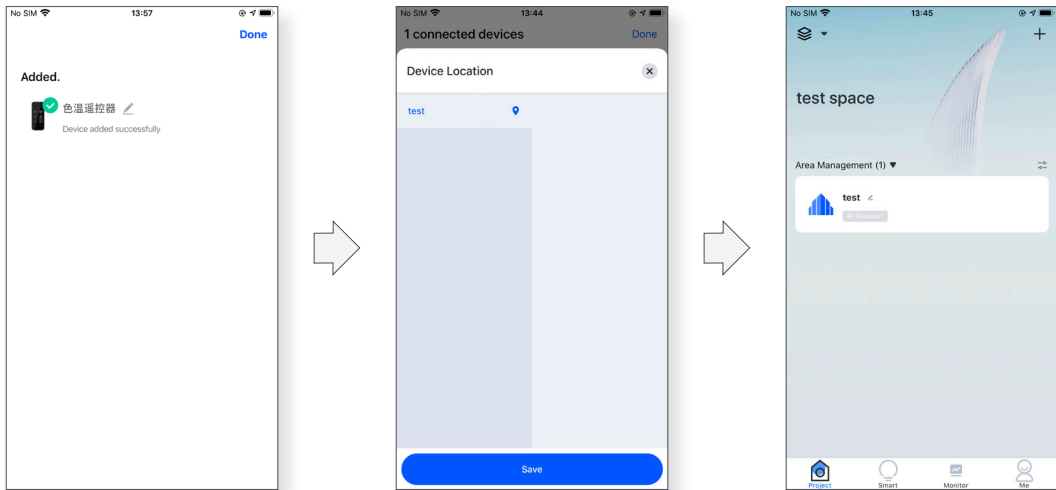 No SIM 13:57
Done
Added.
色温遥控器
Device added successfully
No SIM 13:44
1 connected devices Done
Device Location
test
Save
No SIM 13:45
test space
Area Management (1) ▼
test
All Devices 1
Project Smart Monitor Me